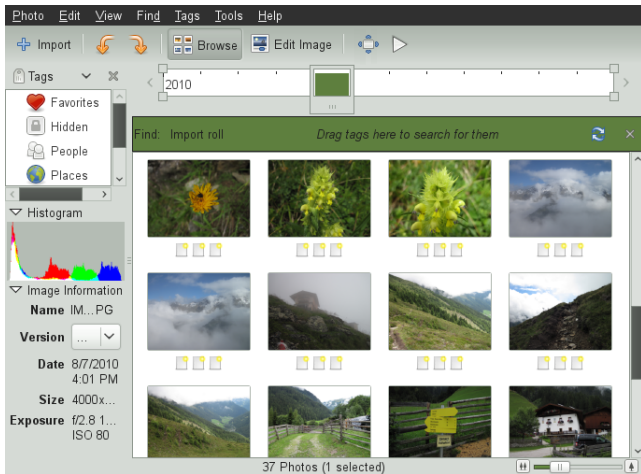 Photo Edit View Find Tags Tools Help
Import Browse Edit Image
Tags
2010
Favorites
Hidden
People
Places
Find: Import roll Drag tags here to search for them
Histogram
Image Information
Name IM...PG
Version ...
Date 8/7/2010
4:01 PM
Size 4000x...
Exposure f/2.8 1...
ISO 80
37 Photos (1 selected)